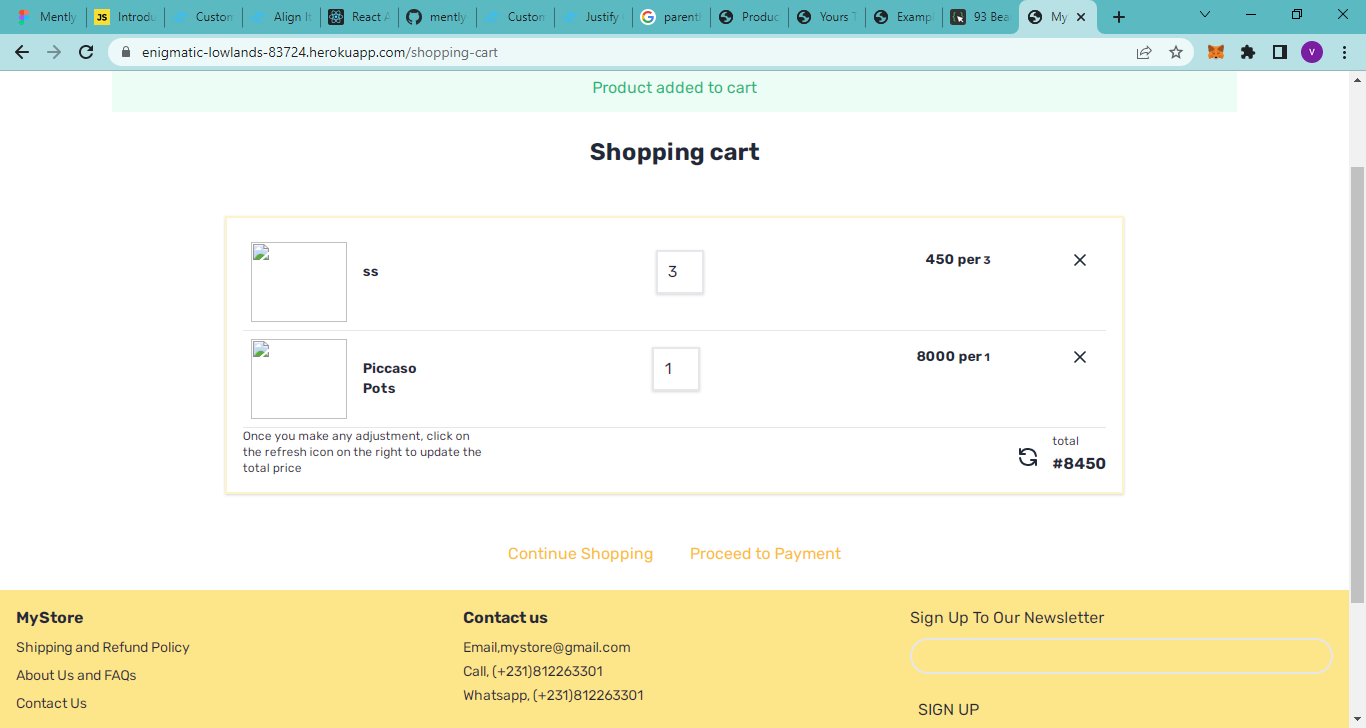 Mently
JS Introdu
Custom
Align It
React A
mently
Custom
Justify
parent
Produc
Yours T
Exampl
93 Bea
My
enigmatic-lowlands-83724.herokuapp.com/shopping-cart
V
Product added to cart
Shopping cart
ss
3
450 per 3
Piccaso
Pots
1
8000 per 1
Once you make any adjustment, click on
the refresh icon on the right to update the
total price
total
#8450
Continue Shopping
Proceed to Payment
MyStore
Shipping and Refund Policy
About Us and FAQs
Contact Us
Contact us
Email,mystore@gmail.com
Call, (+231)812263301
Whatsapp, (+231)812263301
Sign Up To Our Newsletter
SIGN UP